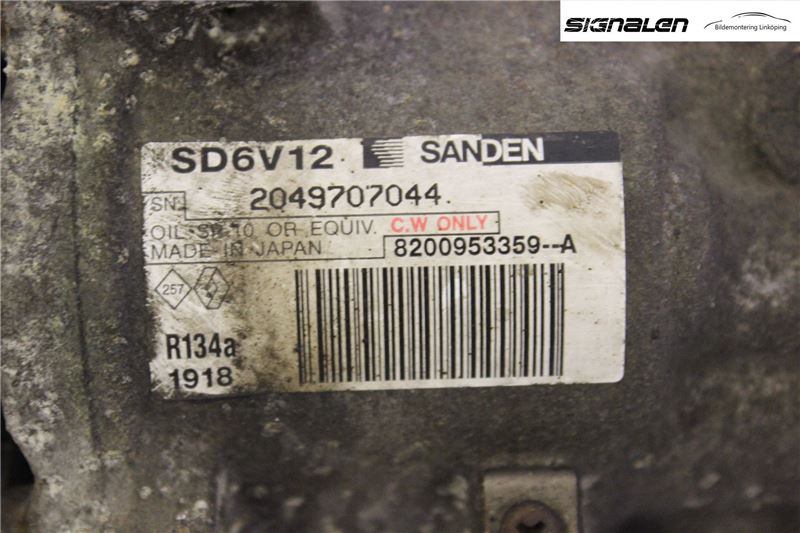 SIGNALEN
Bildemontering Linköping
SD6V12 SANDEN
SN 2049707044
OIL OR EQUIV. C.W ONLY
MADE IN JAPAN 8200953359--A
257
R134a
1918